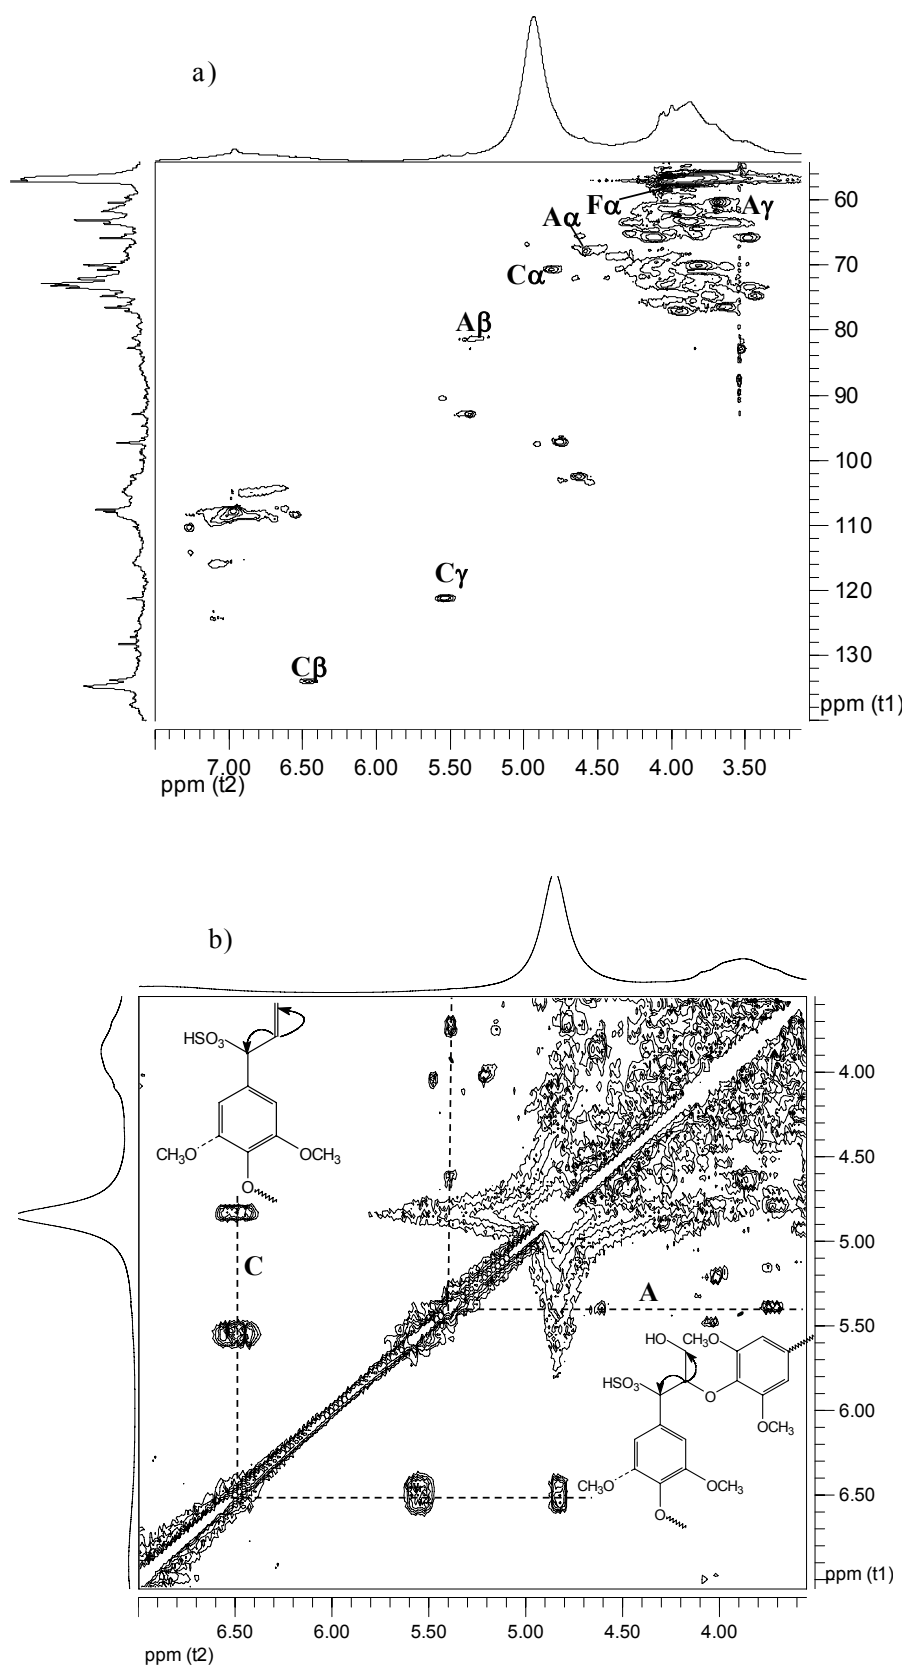 a)
Fα
Aγ
Aα
Cα
Aβ
Cγ
Cβ
60
70
80
90
100
110
120
130
ppm (t1)
7.00 6.50 6.00 5.50 5.00 4.50 4.00 3.50
ppm (t2)
b)
HSO3
CH3O
OCH3
O
C
A
HO
CH3O
HSO3
O
OCH3
CH3O
OCH3
O
4.00
4.50
5.00
5.50
6.00
6.50
ppm (t1)
6.50 6.00 5.50 5.00 4.50 4.00
ppm (t2)